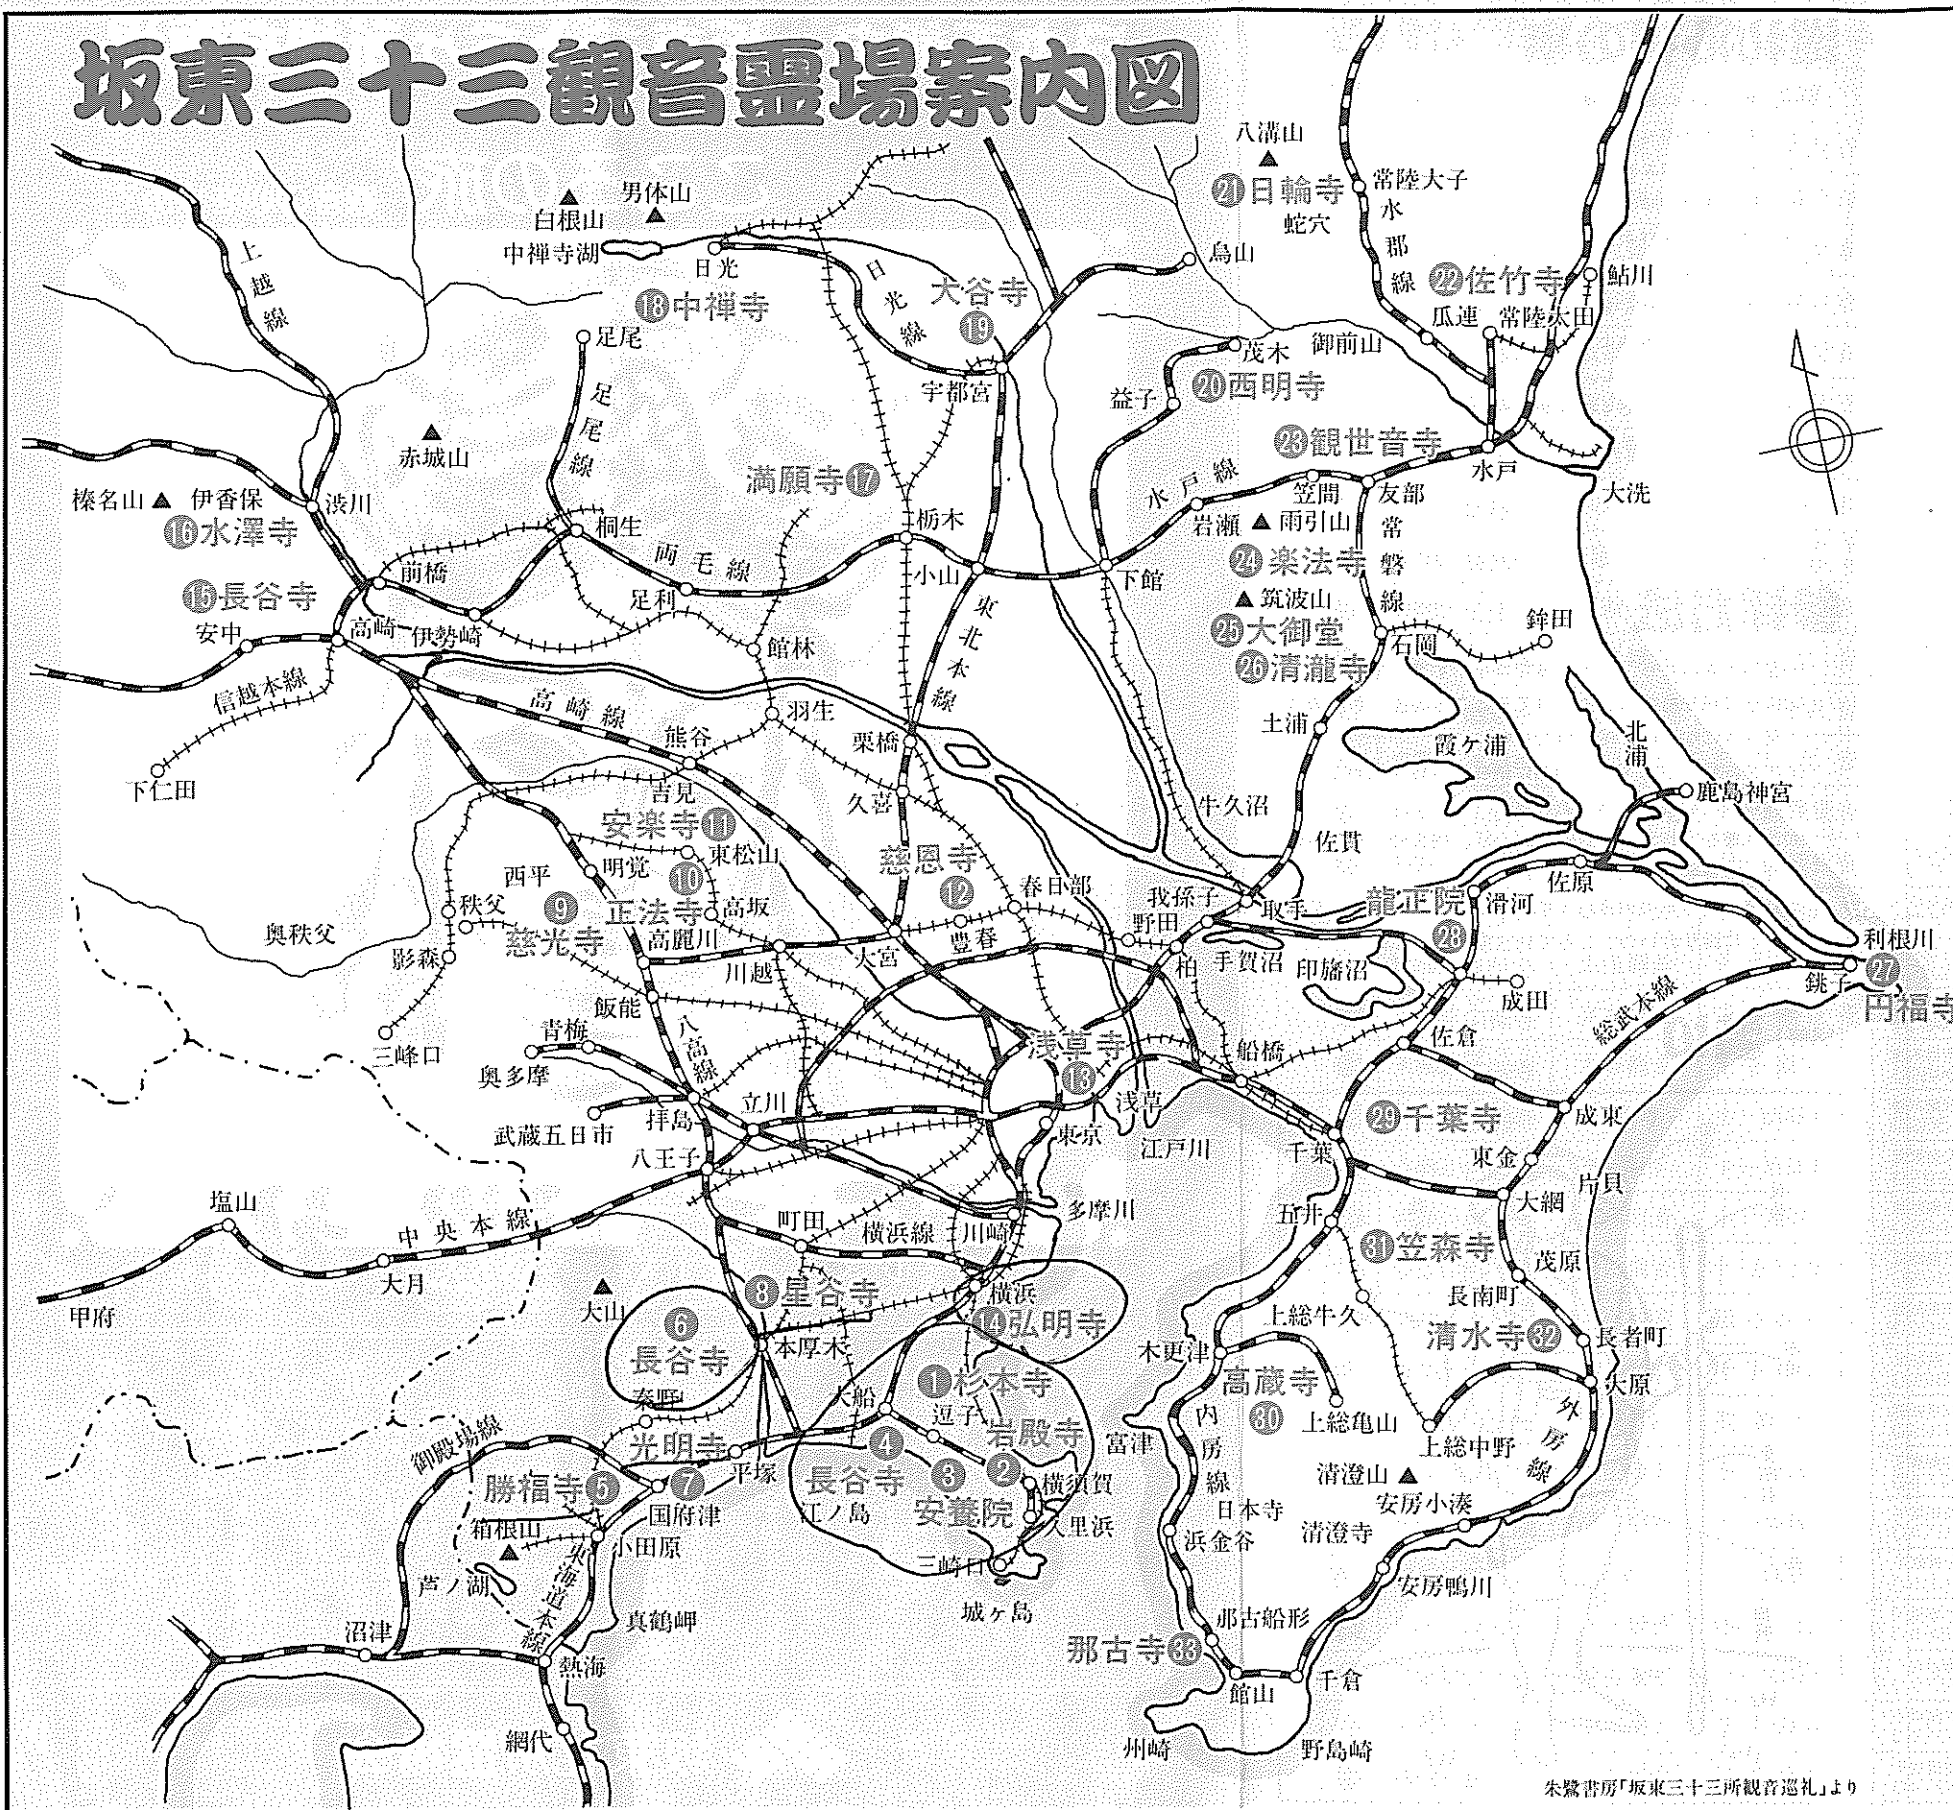 坂東三十三観音霊場案内図
八溝山
㉑日輪寺
蛇穴
常陸大子
水郡線
男体山
白根山
中禅寺湖
日光
⑱中禅寺
日光線
大谷寺
⑲
烏山
上越線
㉒佐竹寺
鮎川
瓜連
常陸太田
御前山
足尾
足尾線
宇都宮
茂木
益子
⑳西明寺
赤城山
㉓観世音寺
水戸
大洗
榛名山
伊香保
渋川
⑯水澤寺
満願寺⑰
水戸線
笠間
友部
岩瀬
雨引山
常磐線
桐生
栃木
両毛線
㉔楽法寺
前橋
足利
小山
下館
⑮長谷寺
筑波山
東北本線
㉕大御堂
安中
高崎
伊勢崎
館林
石岡
鉾田
㉖清瀧寺
信越本線
高崎線
羽生
土浦
北浦
霞ケ浦
下仁田
熊谷
栗橋
久喜
吉見
安楽寺⑪
牛久沼
鹿島神宮
東松山
佐貫
西平
明覚
⑩
正法寺
高坂
慈恩寺
⑫
春日部
我孫子
取手
龍正院
㉘
滑河
佐原
秩父
⑨
慈光寺
奥秩父
高麗川
川越
大宮
豊春
野田
柏
手賀沼
印旛沼
利根川
銚子
㉗
円福寺
影森
成田
飯能
総武本線
三峰口
青梅
奥多摩
八高線
浅草寺
⑬
船橋
佐倉
浅草
武蔵五日市
拝島
立川
東京
江戸川
㉙千葉寺
千葉
成東
東金
八王子
大網
片貝
塩山
中央本線
町田
横浜線
川崎
多摩川
五井
㉛笠森寺
茂原
甲府
大月
大山
⑧星谷寺
横浜
⑭弘明寺
上総牛久
長南町
⑥
長谷寺
本厚木
木更津
清水寺㉜
長者町
①杉本寺
高蔵寺
㉚
大原
秦野
大船
逗子
岩殿寺
②
富津
内房線
上総亀山
上総中野
外房線
御殿場線
光明寺
⑦
平塚
④
長谷寺
③
安養院
横須賀
清澄山
勝福寺⑤
国府津
江ノ島
久里浜
日本寺
安房小湊
箱根山
小田原
浜金谷
清澄寺
芦ノ湖
東海道本線
三崎口
安房鴨川
城ヶ島
真鶴岬
那古船形
沼津
熱海
那古寺㉝
館山
千倉
網代
州崎
野島崎
朱鷺書房「坂東三十三所観音巡礼」より